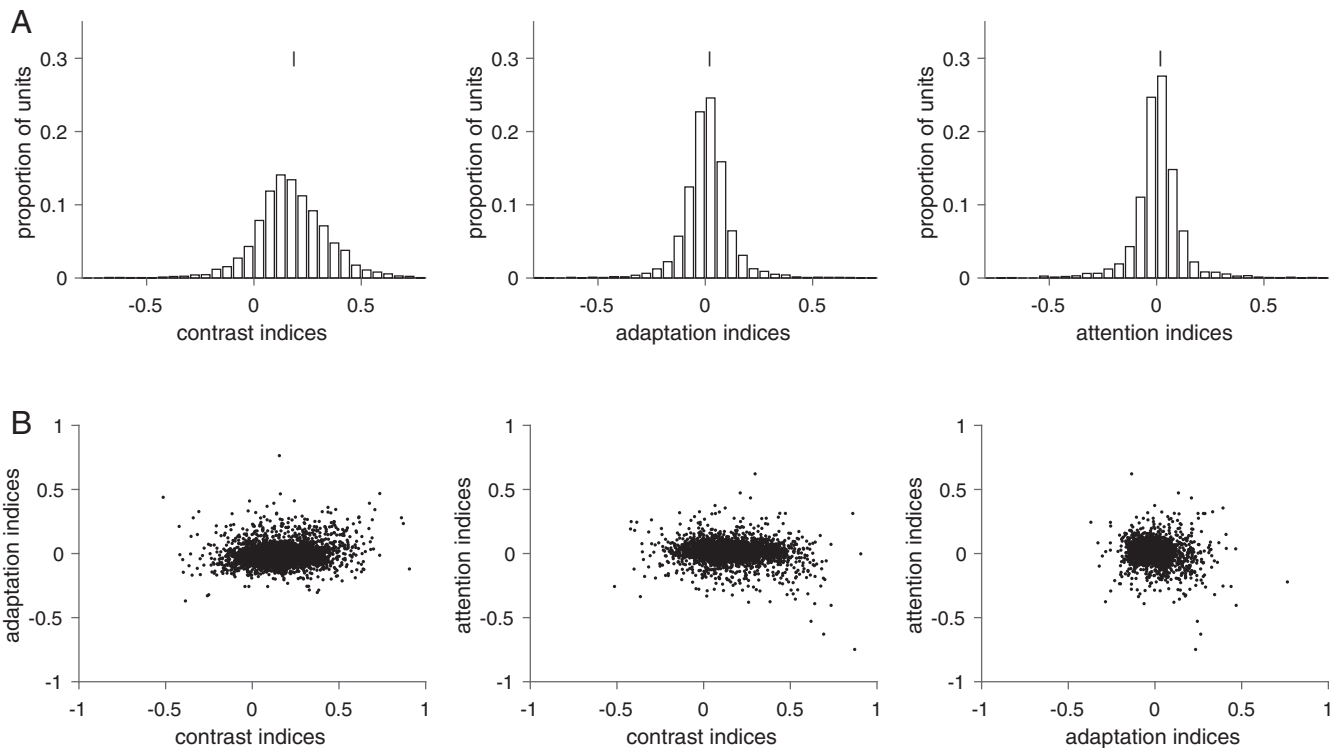 A
proportion of units
0.3
0.2
0.1
0
-0.5 0 0.5
contrast indices
proportion of units
0.3
0.2
0.1
0
-0.5 0 0.5
adaptation indices
proportion of units
0.3
0.2
0.1
0
-0.5 0 0.5
attention indices
B
adaptation indices
1
0.5
0
-0.5
-1
-1 -0.5 0 0.5 1
contrast indices
attention indices
1
0.5
0
-0.5
-1
-1 -0.5 0 0.5 1
contrast indices
attention indices
1
0.5
0
-0.5
-1
-1 -0.5 0 0.5 1
adaptation indices